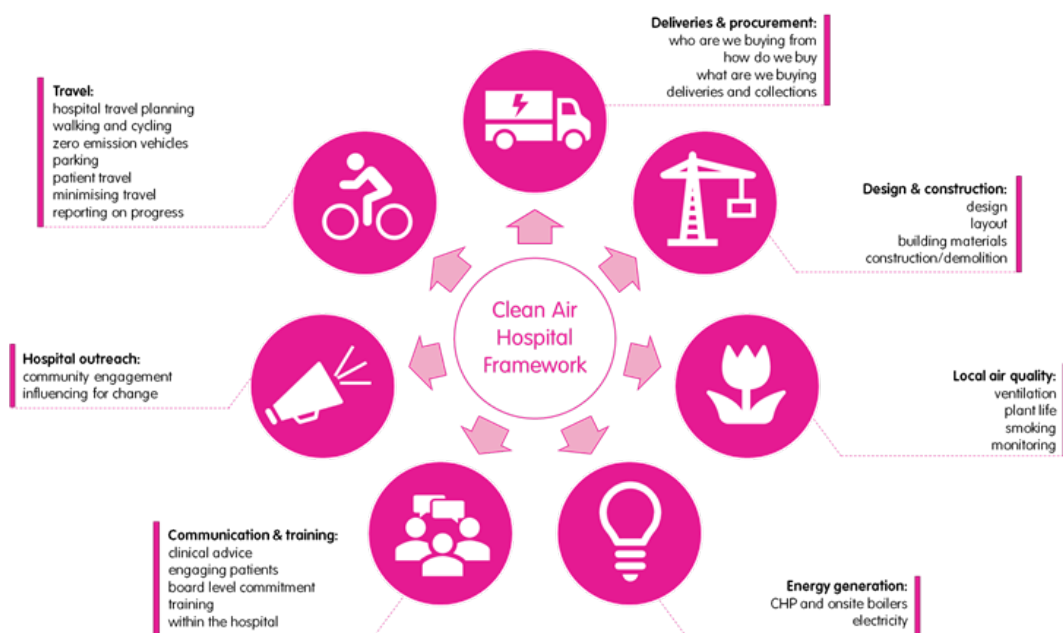 Deliveries & procurement:
who are we buying from
how do we buy
what are we buying
deliveries and collections
Travel:
hospital travel planning
walking and cycling
zero emission vehicles
parking
patient travel
minimising travel
reporting on progress
Design & construction:
design
layout
building materials
construction/demolition
Clean Air
Hospital
Framework
Hospital outreach:
community engagement
influencing for change
Local air quality:
ventilation
plant life
smoking
monitoring
Communication & training:
clinical advice
engaging patients
board level commitment
training
within the hospital
Energy generation:
CHP and onsite boilers
electricity